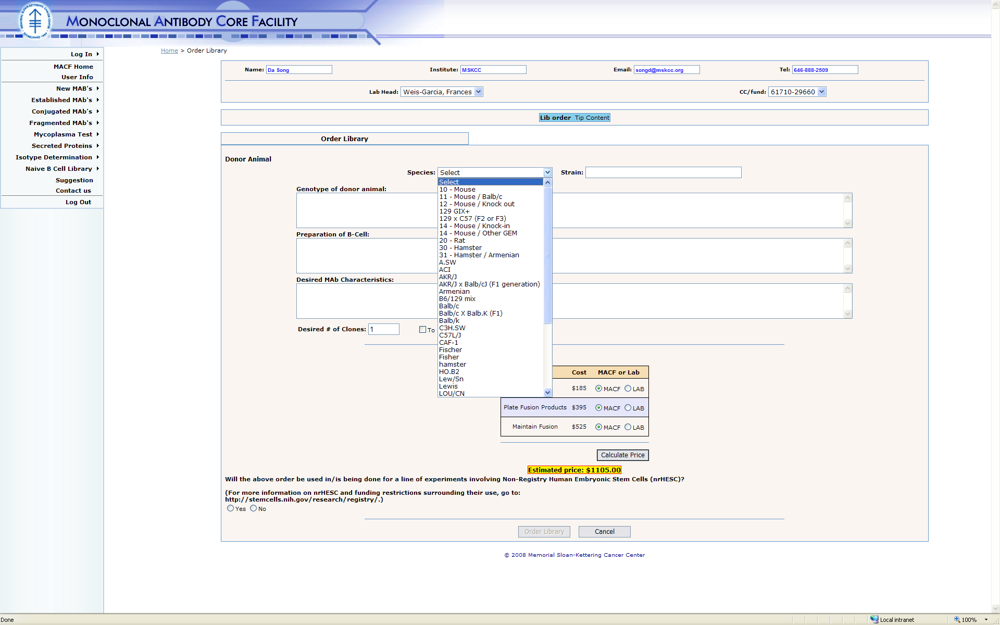 MONOCLONAL ANTIBODY CORE FACILITY
Home > Order Library
Log In
MACF Home
User Info
New MAB's
Established MAb's
Conjugated MAb's
Fragmented MAb's
Mycoplasma Test
Secreted Proteins
Isotype Determination
Naive B Cell Library
Suggestion
Contact us
Log Out
Name: Da Song Institute: MSKCC Email: songd@mskcc.org Tel: 646-888-2509
Lab Head: Weis-Garcia, Frances CC/fund: 61710-29660
Lib order Tip Content
Order Library
Donor Animal
Species: Select Strain:
Select
10 - Mouse
11 - Mouse / Balb/c
12 - Mouse / Knock out
129 GIX+
129 x C57 (F2 or F3)
14 - Mouse / Knock-in
14 - Mouse / Other GEM
20 - Rat
30 - Hamster
31 - Hamster / Armenian
A.SW
ACI
AKR/J
AKR/J x Balb/cJ (F1 generation)
Armenian
B6/129 mix
Balb/c
Balb/c X Balb.K (F1)
Balb/k
C3H.SW
C57L/J
CAF-1
Fischer
Fisher
hamster
HO.B2
Lew/Sn
Lewis
LOU/CN
Genotype of donor animal:
Preparation of B-Cell:
Desired MAb Characteristics:
Desired # of Clones: 1 To
Cost MACF or Lab
$185 MACF LAB
Plate Fusion Products $395 MACF LAB
Maintain Fusion $525 MACF LAB
Calculate Price
Estimated price: $1105.00
Will the above order be used in/is being done for a line of experiments involving Non-Registry Human Embryonic Stem Cells (nrHESC)?
(For more information on nrHESC and funding restrictions surrounding their use, go to:
http://stemcells.nih.gov/research/registry/.)
Yes No
Order Library Cancel
© 2008 Memorial Sloan-Kettering Cancer Center
Done Local intranet 100%